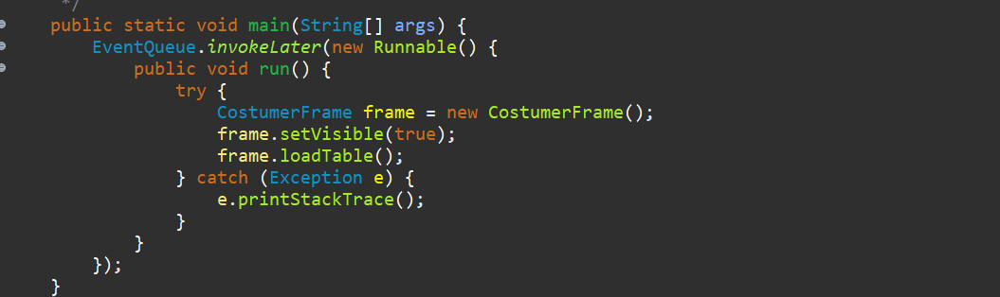 */
public static void main(String[] args) {
EventQueue.invokeLater(new Runnable() {
public void run() {
try {
CostumerFrame frame = new CostumerFrame();
frame.setVisible(true);
frame.loadTable();
} catch (Exception e) {
e.printStackTrace();
}
}
});
}